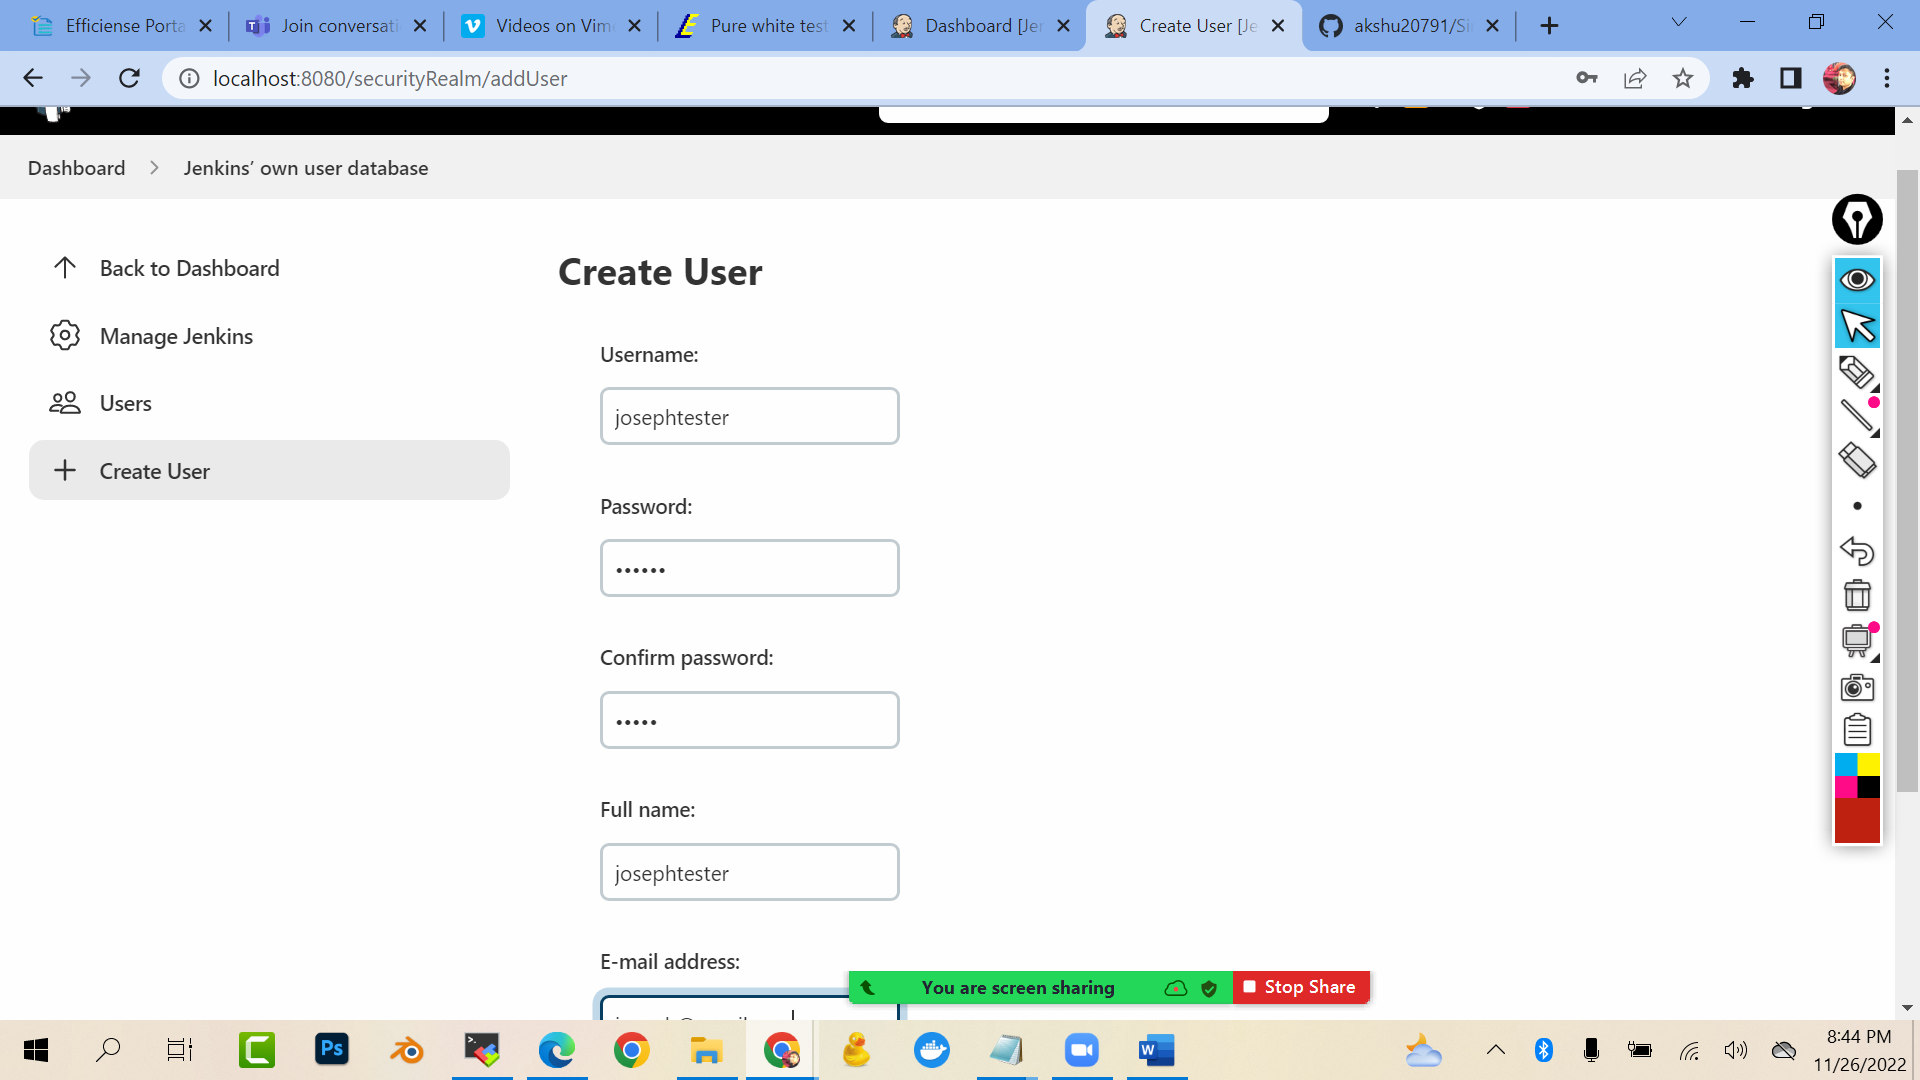 Efficiense Porta
Join conversati
Videos on Vim
Pure white test
Dashboard [Jen
Create User [Je
akshu20791/Si
localhost:8080/securityRealm/addUser
Dashboard
Jenkins' own user database
Back to Dashboard
Manage Jenkins
Users
Create User
Create User
Username:
josephtester
Password:
••••••
Confirm password:
•••••
Full name:
josephtester
E-mail address:
You are screen sharing
Stop Share
Ps
W
8:44 PM
11/26/2022